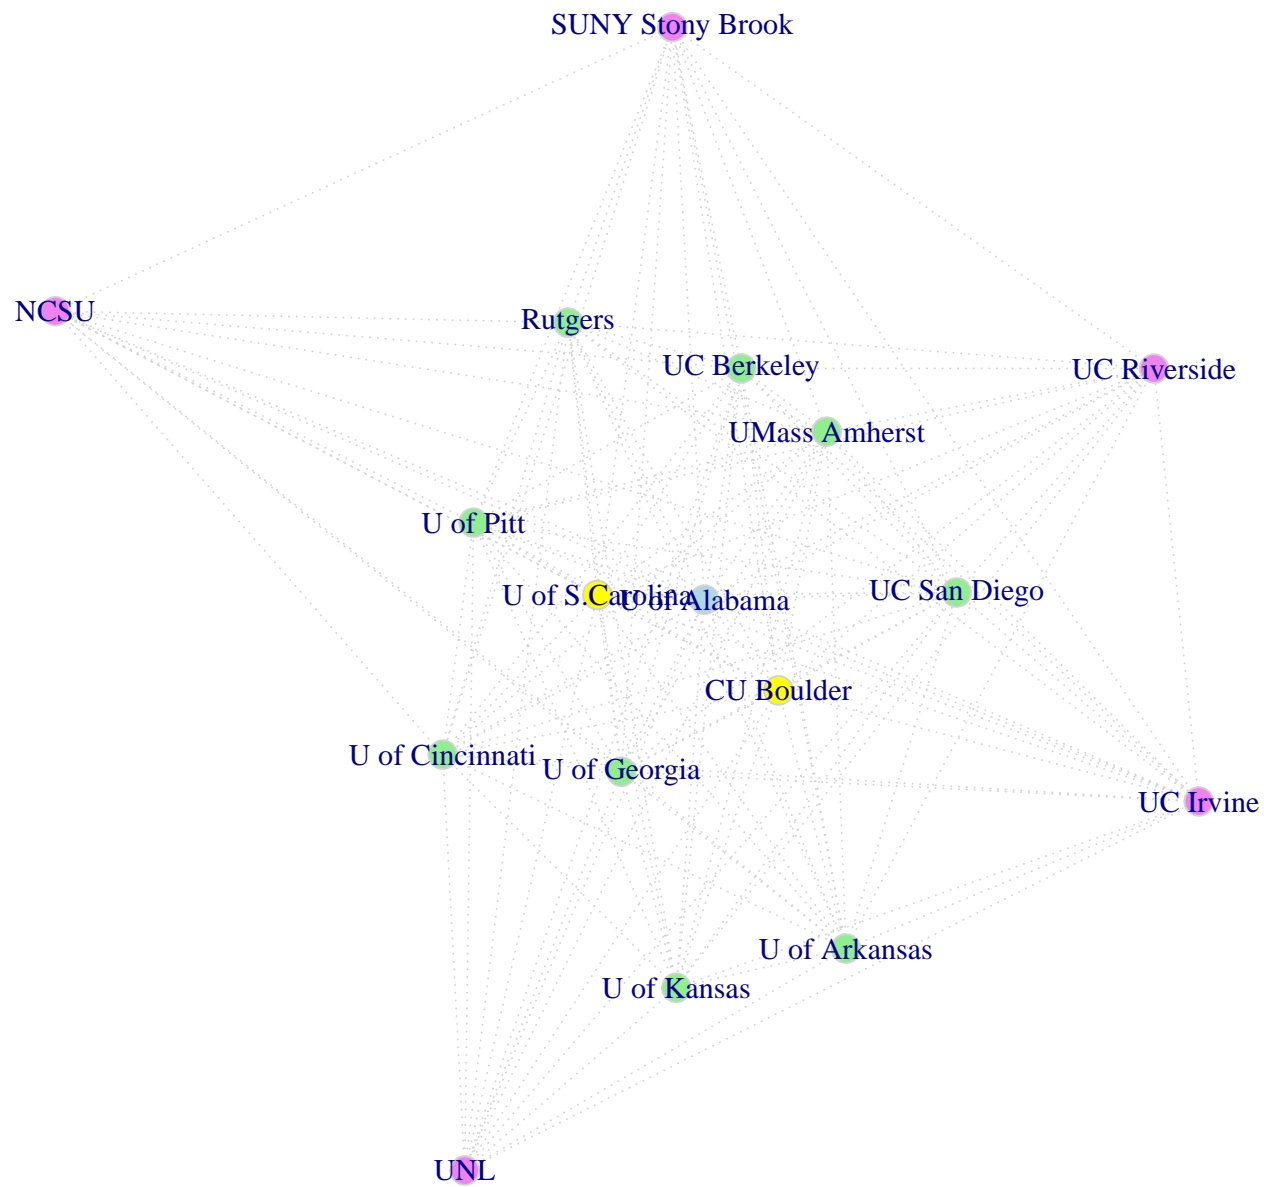 SUNY Stony Brook
NCSU
Rutgers
UC Berkeley
UC Riverside
UMass Amherst
U of Pitt
U of S.Carolina
U of Alabama
UC San Diego
CU Boulder
U of Cincinnati
U of Georgia
UC Irvine
U of Arkansas
U of Kansas
UNL